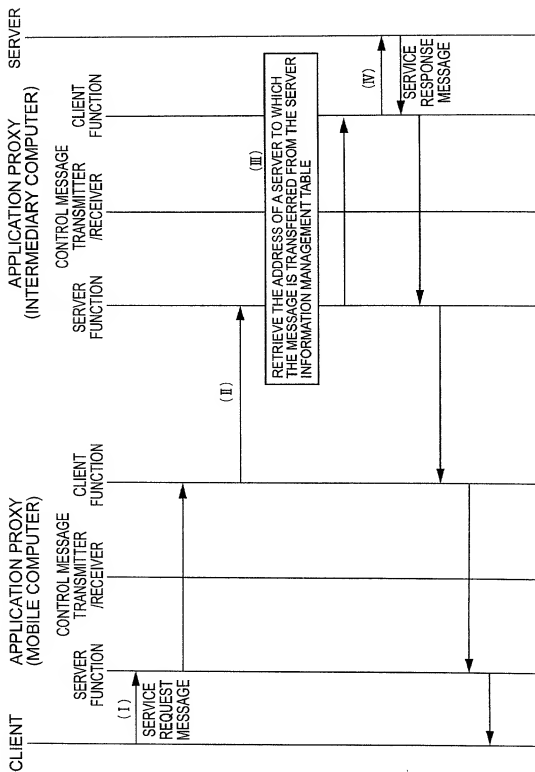 CLIENT
APPLICATION PROXY
(MOBILE COMPUTER)
SERVER
FUNCTION
CONTROL MESSAGE
TRANSMITTER
/RECEIVER
CLIENT
FUNCTION
APPLICATION PROXY
(INTERMEDIARY COMPUTER)
SERVER
FUNCTION
CONTROL MESSAGE
TRANSMITTER
/RECEIVER
CLIENT
FUNCTION
SERVER
(I)
SERVICE
REQUEST
MESSAGE
(II)
(III)
RETRIEVE THE ADDRESS OF A SERVER TO WHICH
THE MESSAGE IS TRANSFERRED FROM THE SERVER
INFORMATION MANAGEMENT TABLE
(IV)
SERVICE
RESPONSE
MESSAGE